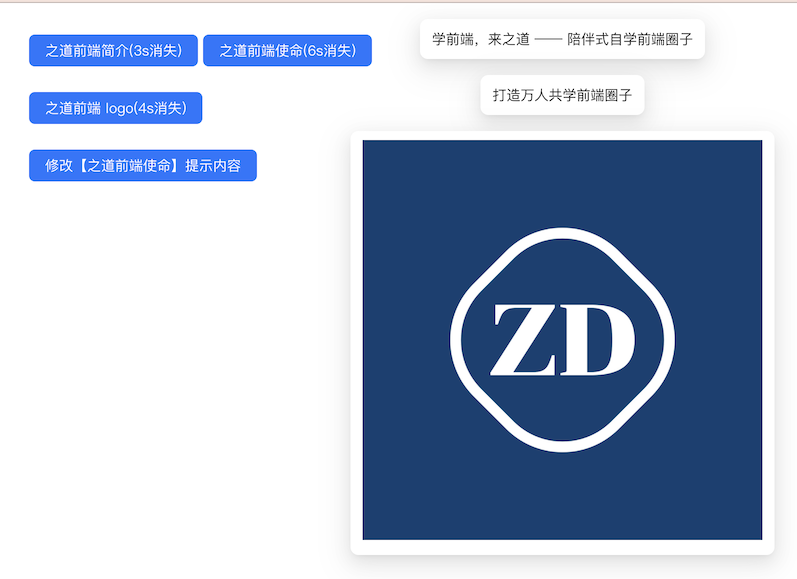 之道前端简介(3s消失)
之道前端使命(6s消失)
之道前端 logo(4s消失)
修改【之道前端使命】提示内容
学前端，来之道 —— 陪伴式自学前端圈子
打造万人共学前端圈子
ZD